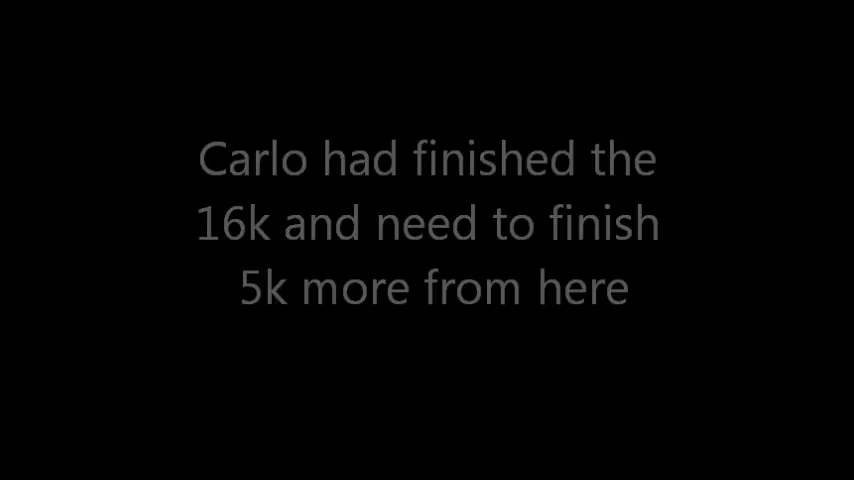 Carlo had finished the
16k and need to finish
5k more from here